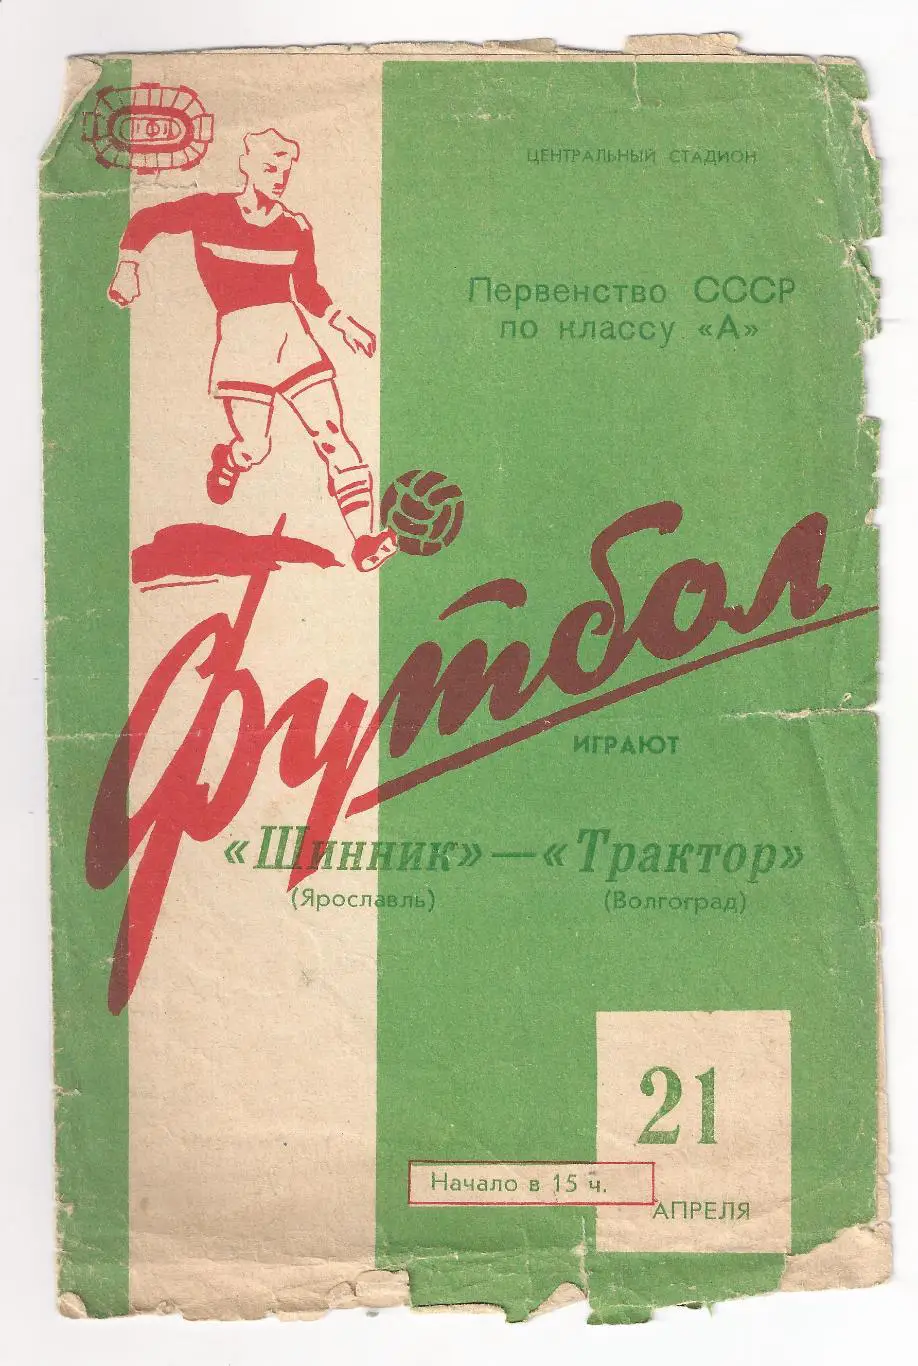 ЦЕНТРАЛЬНЫЙ СТАДИОН
Первенство СССР
по классу «А»
Футбол
ИГРАЮТ
«Шинник» — «Трактор»
(Ярославль) (Волгоград)
21
АПРЕЛЯ
Начало в 15 ч.